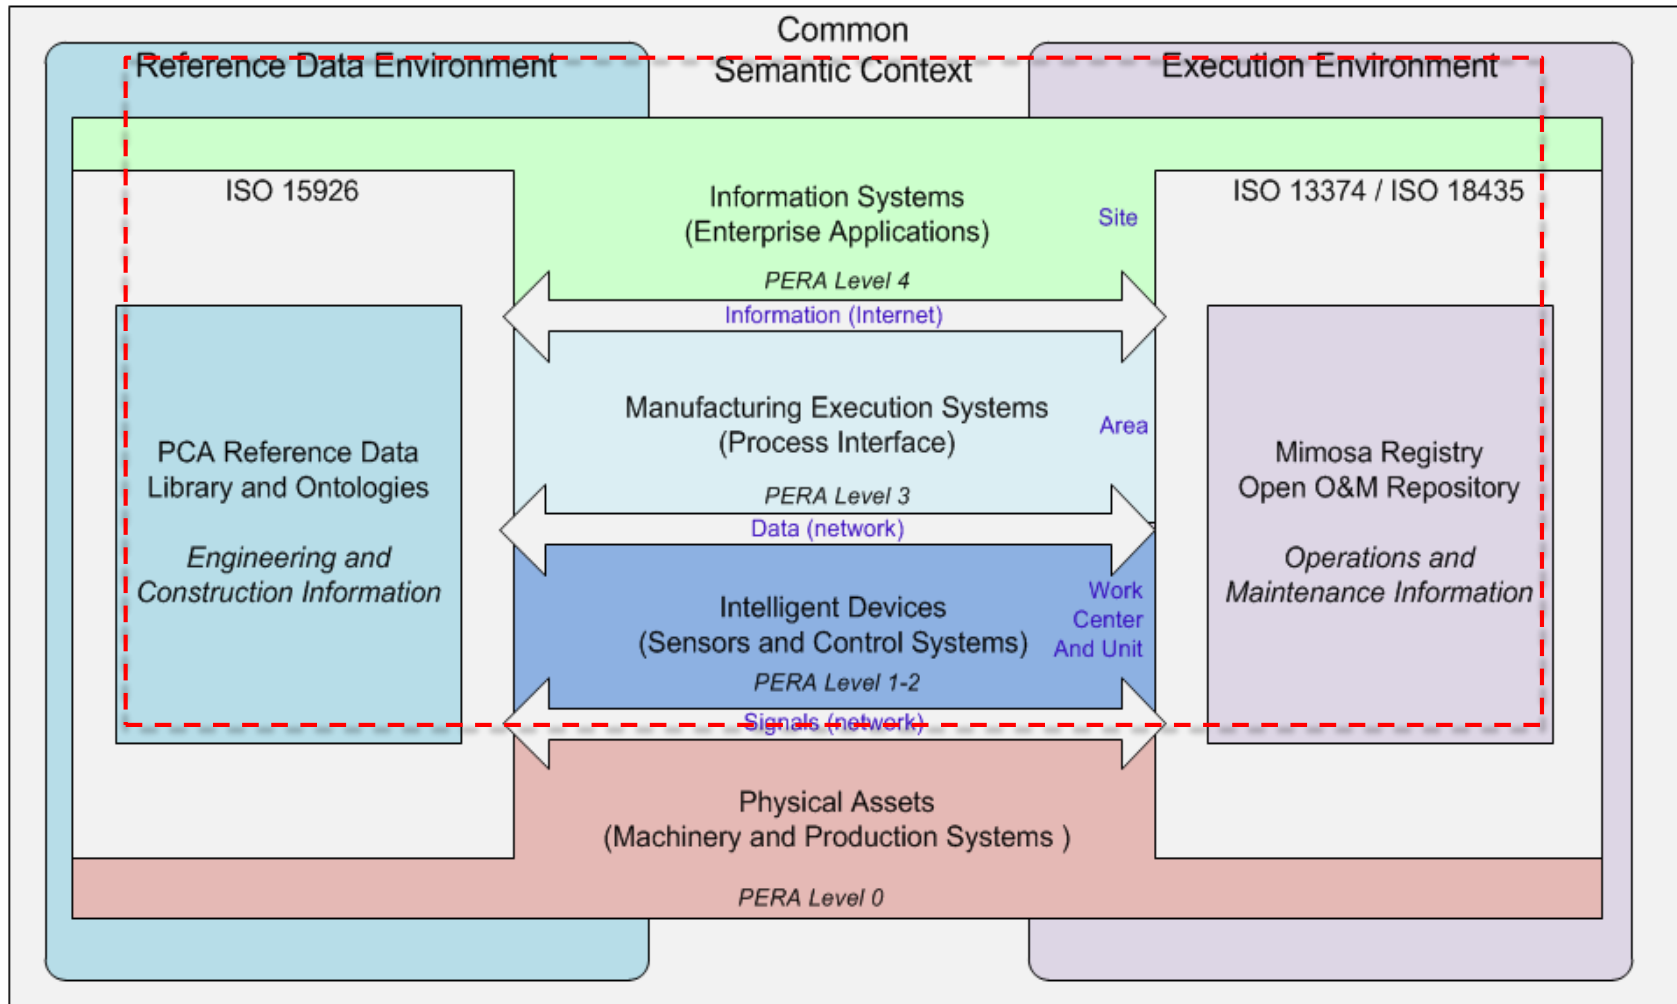 Common
Semantic Context
Reference Data Environment
Execution Environment
ISO 15926
Information Systems
(Enterprise Applications)
Site
ISO 13374 / ISO 18435
PERA Level 4
Information (Internet)
Manufacturing Execution Systems
(Process Interface)
Area
PERA Level 3
Data (network)
PCA Reference Data
Library and Ontologies
Engineering and
Construction Information
Intelligent Devices
(Sensors and Control Systems)
Work
Center
And Unit
PERA Level 1-2
Signals (network)
Mimosa Registry
Open O&M Repository
Operations and
Maintenance Information
Physical Assets
(Machinery and Production Systems )
PERA Level 0